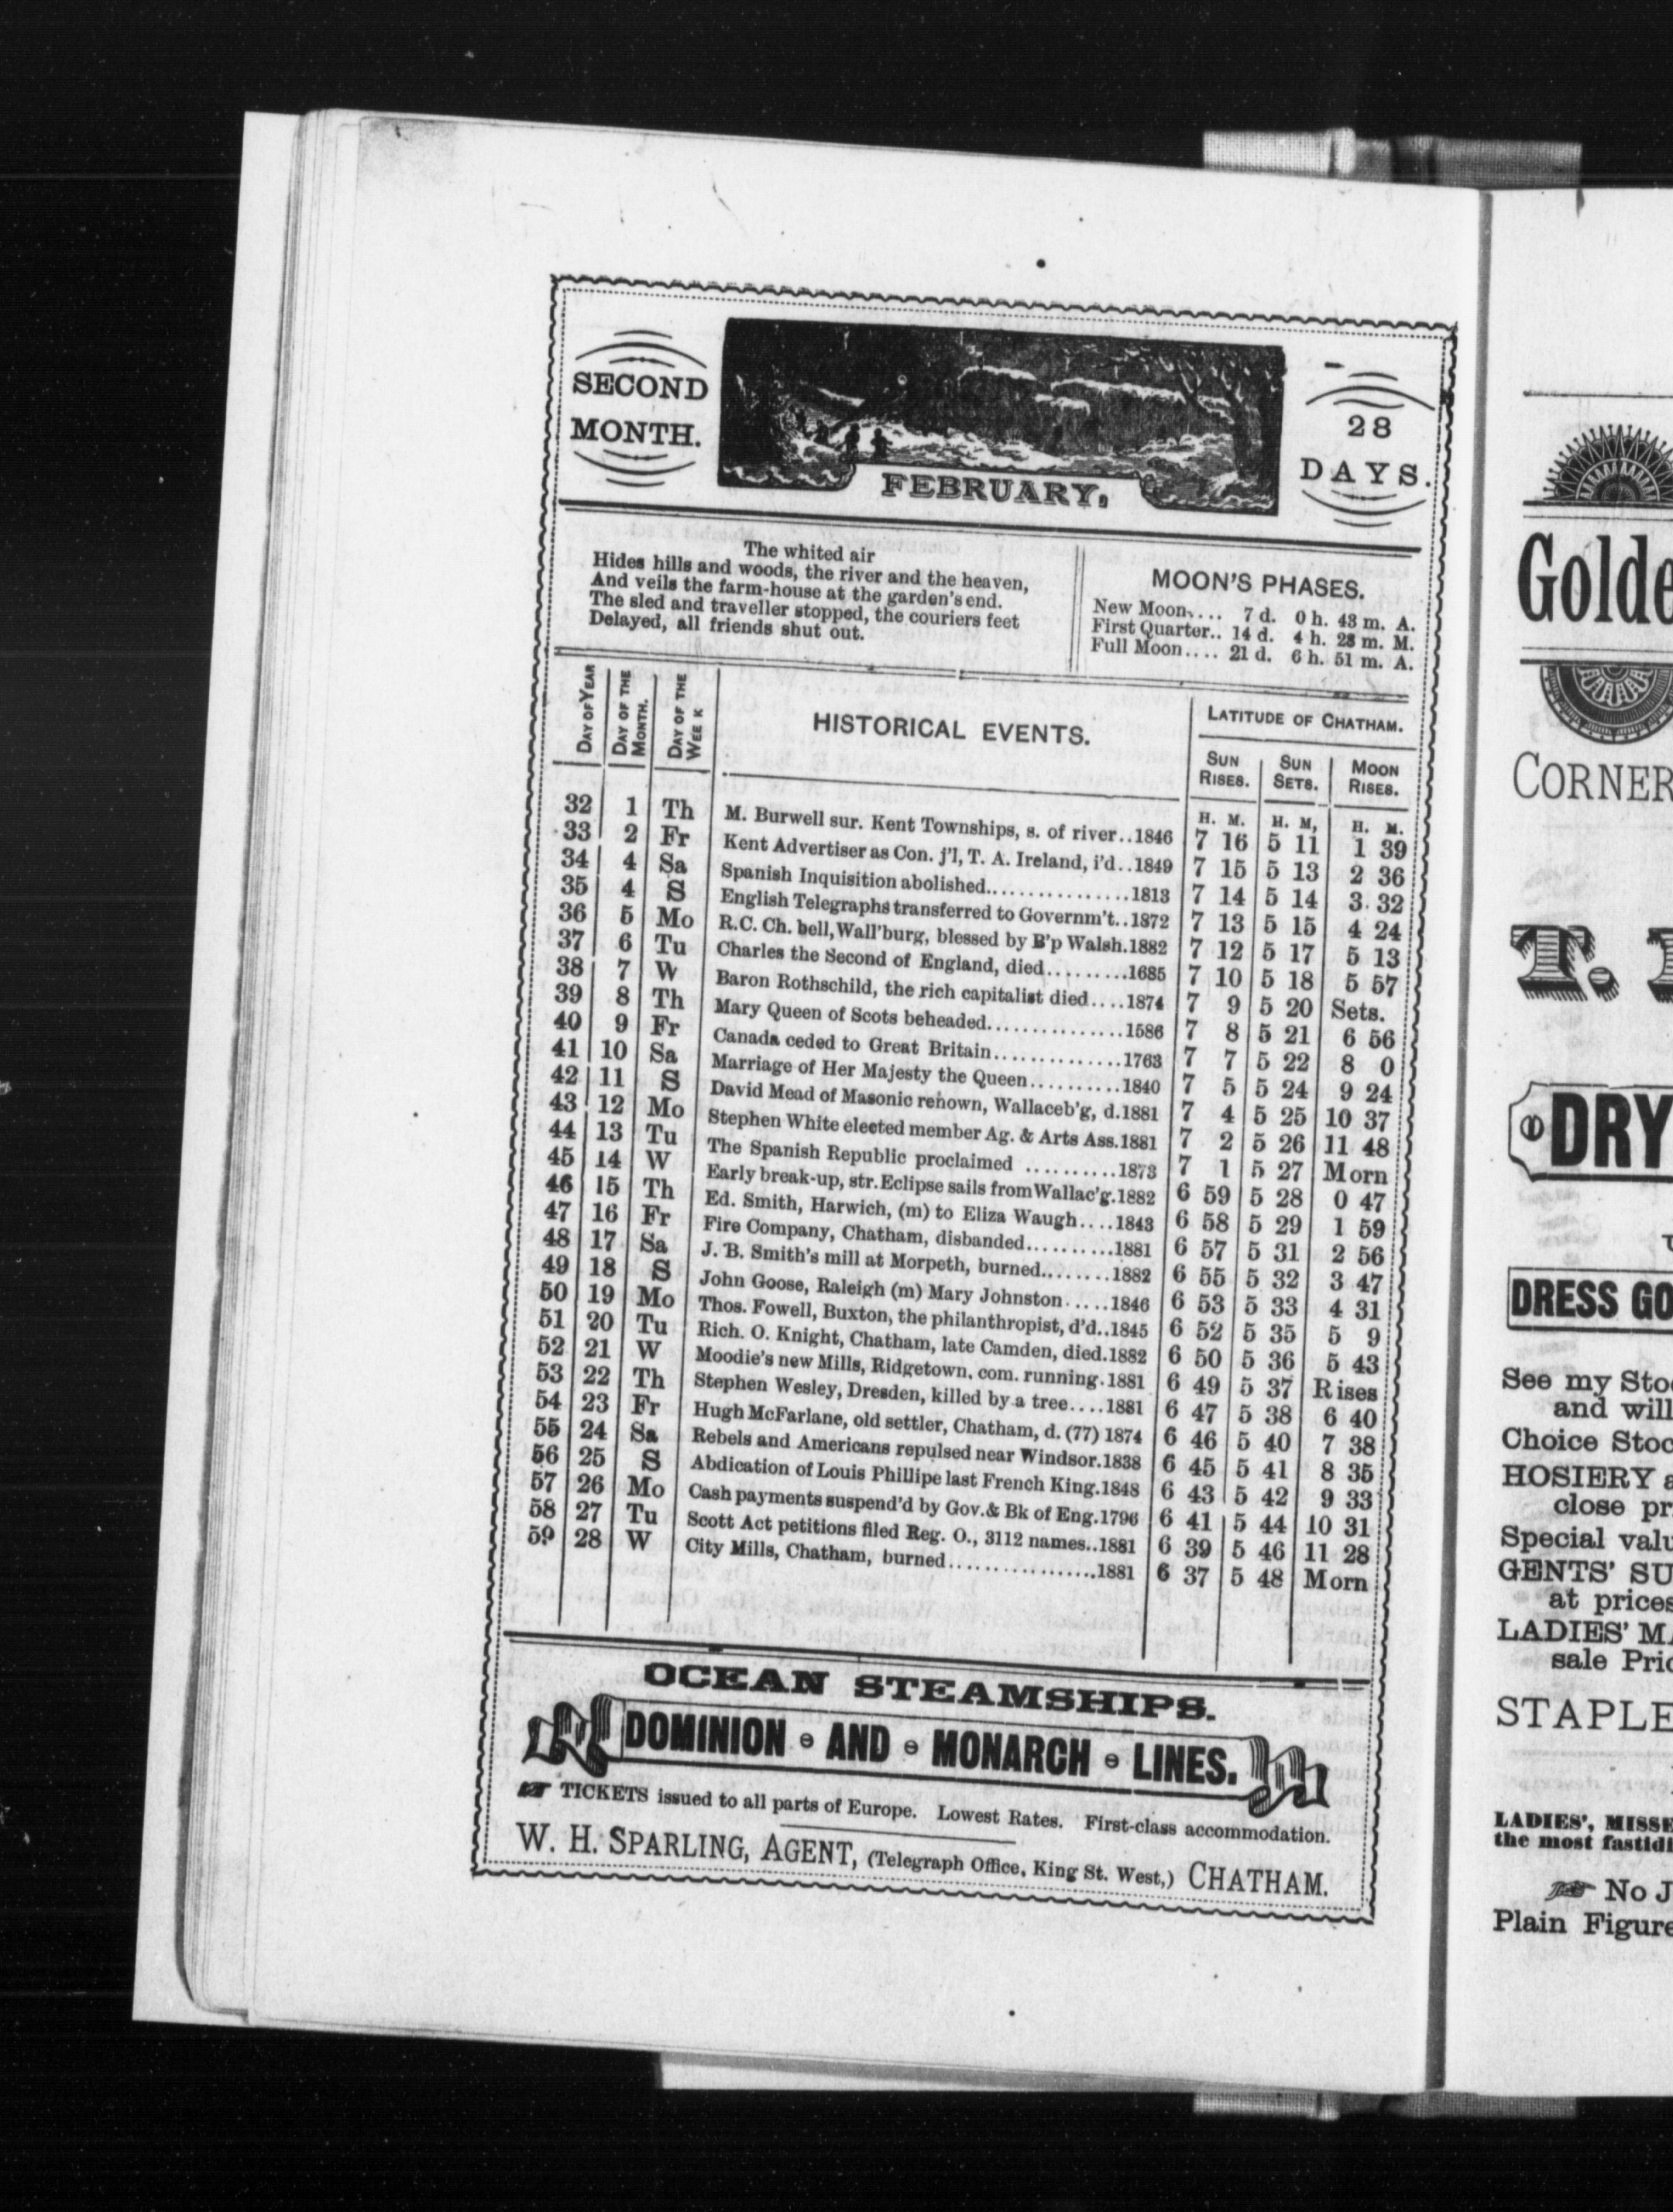 SECOND
MONTH.
FEBRUARY,
28
DAYS.
The whited air
Hides hills and woods, the river and the heaven,
And veils the farm-house at the garden's end.
The sled and traveller stopped, the couriers feet
Delayed, all friends shut out.
MOON'S PHASES.
New Moon.... 7 d. 0 h. 43 m. A.
First Quarter.. 14 d. 4 h. 28 m. M.
Full Moon.... 21 d. 6 h. 51 m. A.
DAY OF YEAR
DAY OF THE MONTH.
DAY OF THE WEEK
HISTORICAL EVENTS.
LATITUDE OF CHATHAM.
SUN RISES.
SUN SETS.
MOON RISES.
H. M. H. M, H. M.
32 1 Th M. Burwell sur. Kent Townships, s. of river..1846 7 16 5 11 1 39
33 2 Fr Kent Advertiser as Con. j'l, T. A. Ireland, i'd..1849 7 15 5 13 2 36
34 4 Sa Spanish Inquisition abolished.................1813 7 14 5 14 3 32
35 4 S English Telegraphs transferred to Governm't..1872 7 13 5 15 4 24
36 5 Mo R.C. Ch. bell, Wall'burg, blessed by B'p Walsh.1882 7 12 5 17 5 13
37 6 Tu Charles the Second of England, died.........1685 7 10 5 18 5 57
38 7 W Baron Rothschild, the rich capitalist died....1874 7 9 5 20 Sets.
39 8 Th Mary Queen of Scots beheaded...............1586 7 8 5 21 6 56
40 9 Fr Canada ceded to Great Britain..............1763 7 7 5 22 8 0
41 10 Sa Marriage of Her Majesty the Queen..........1840 7 5 5 24 9 24
42 11 S David Mead of Masonic renown, Wallaceb'g, d.1881 7 4 5 25 10 37
43 12 Mo Stephen White elected member Ag. & Arts Ass.1881 7 2 5 26 11 48
44 13 Tu The Spanish Republic proclaimed ..........1873 7 1 5 27 Morn
45 14 W Early break-up, str. Eclipse sails from Wallac'g.1882 6 59 5 28 0 47
46 15 Th Ed. Smith, Harwich, (m) to Eliza Waugh....1843 6 58 5 29 1 59
47 16 Fr Fire Company, Chatham, disbanded..........1881 6 57 5 31 2 56
48 17 Sa J. B. Smith's mill at Morpeth, burned........1882 6 55 5 32 3 47
49 18 S John Goose, Raleigh (m) Mary Johnston.....1846 6 53 5 33 4 31
50 19 Mo Thos. Fowell, Buxton, the philanthropist, d'd..1845 6 52 5 35 5 9
51 20 Tu Rich. O. Knight, Chatham, late Camden, died.1882 6 50 5 36 5 43
52 21 W Moodie's new Mills, Ridgetown, com. running.1881 6 49 5 37 Rises
53 22 Th Stephen Wesley, Dresden, killed by a tree....1881 6 47 5 38 6 40
54 23 Fr Hugh McFarlane, old settler, Chatham, d. (77) 1874 6 46 5 40 7 38
55 24 Sa Rebels and Americans repulsed near Windsor.1838 6 45 5 41 8 35
56 25 S Abdication of Louis Phillipe last French King.1848 6 43 5 42 9 33
57 26 Mo Cash payments suspend'd by Gov. & Bk of Eng.1796 6 41 5 44 10 31
58 27 Tu Scott Act petitions filed Reg. O., 3112 names..1881 6 39 5 46 11 28
59 28 W City Mills, Chatham, burned.................1881 6 37 5 48 Morn
OCEAN STEAMSHIPS.
DOMINION AND MONARCH LINES.
☞ TICKETS issued to all parts of Europe. Lowest Rates. First-class accommodation.
W. H. SPARLING, AGENT, (Telegraph Office, King St. West,) CHATHAM.
Golde
CORNER
T.
DRY
DRESS GO
See my Stoc
and will
Choice Stoc
HOSIERY a
close pr
Special valu
GENTS' SU
at prices
LADIES' MA
sale Pric
STAPLE
LADIES', MISSE
the most fastidi
☞ No J
Plain Figure